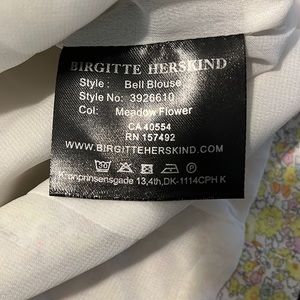 BIRGITTE HERSKIND
Style : Bell Blouse
Style No: 3926610
Col: Meadow Flower
CA 40554
RN 157492
WWW.BIRGITTEHERSKIND.COM
Kronprinsensgade 13,4th,DK-1114CPH K